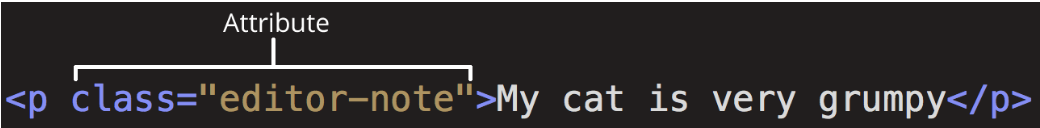 Attribute
<p class="editor-note">My cat is very grumpy</p>